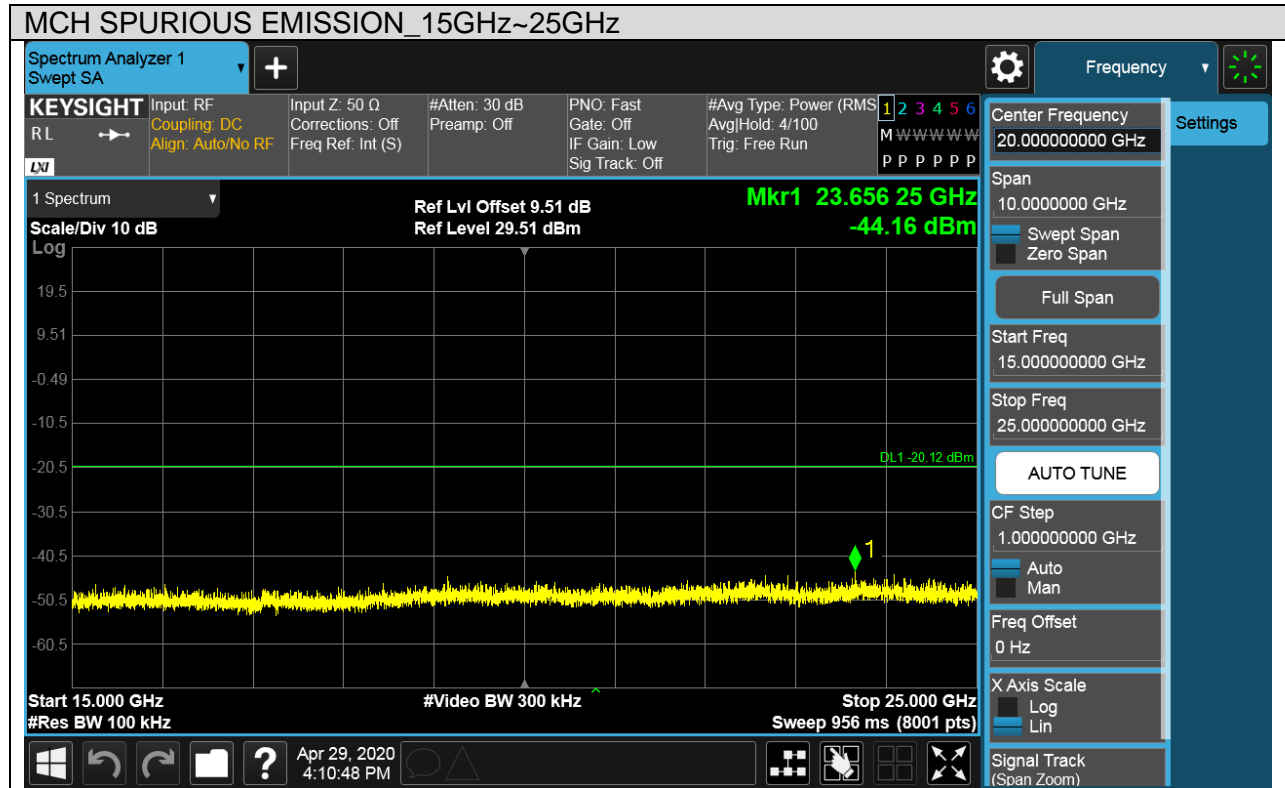 MCH SPURIOUS EMISSION_15GHz~25GHz
Spectrum Analyzer 1
Swept SA
Frequency
KEYSIGHT
R L
LXI
Input: RF
Coupling: DC
Align: Auto/No RF
Input Z: 50 Ω
Corrections: Off
Freq Ref: Int (S)
#Atten: 30 dB
Preamp: Off
PNO: Fast
Gate: Off
IF Gain: Low
Sig Track: Off
#Avg Type: Power (RMS
Avg|Hold: 4/100
Trig: Free Run
1 2 3 4 5 6
M W W W W W
P P P P P P
1 Spectrum
Scale/Div 10 dB
Log
Ref Lvl Offset 9.51 dB
Ref Level 29.51 dBm
Mkr1 23.656 25 GHz
-44.16 dBm
19.5
9.51
-0.49
-10.5
-20.5
-30.5
-40.5
-50.5
-60.5
DL1 -20.12 dBm
1
Start 15.000 GHz
#Res BW 100 kHz
#Video BW 300 kHz
Stop 25.000 GHz
Sweep 956 ms (8001 pts)
Apr 29, 2020
4:10:48 PM
Center Frequency
20.000000000 GHz
Settings
Span
10.0000000 GHz
Swept Span
Zero Span
Full Span
Start Freq
15.000000000 GHz
Stop Freq
25.000000000 GHz
AUTO TUNE
CF Step
1.000000000 GHz
Auto
Man
Freq Offset
0 Hz
X Axis Scale
Log
Lin
Signal Track
(Span Zoom)